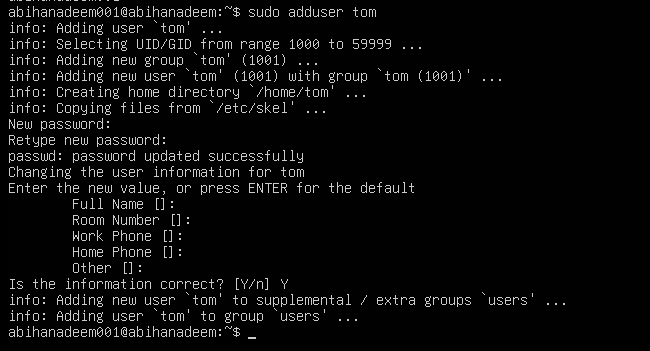 abihanadeem001@abihanadeem:~$ sudo adduser tom
info: Adding user `tom' ...
info: Selecting UID/GID from range 1000 to 59999 ...
info: Adding new group `tom' (1001) ...
info: Adding new user `tom' (1001) with group `tom (1001)' ...
info: Creating home directory `/home/tom' ...
info: Copying files from `/etc/skel' ...
New password:
Retype new password:
passwd: password updated successfully
Changing the user information for tom
Enter the new value, or press ENTER for the default
        Full Name []:
        Room Number []:
        Work Phone []:
        Home Phone []:
        Other []:
Is the information correct? [Y/n] Y
info: Adding new user `tom' to supplemental / extra groups `users' ...
info: Adding user `tom' to group `users' ...
abihanadeem001@abihanadeem:~$ _